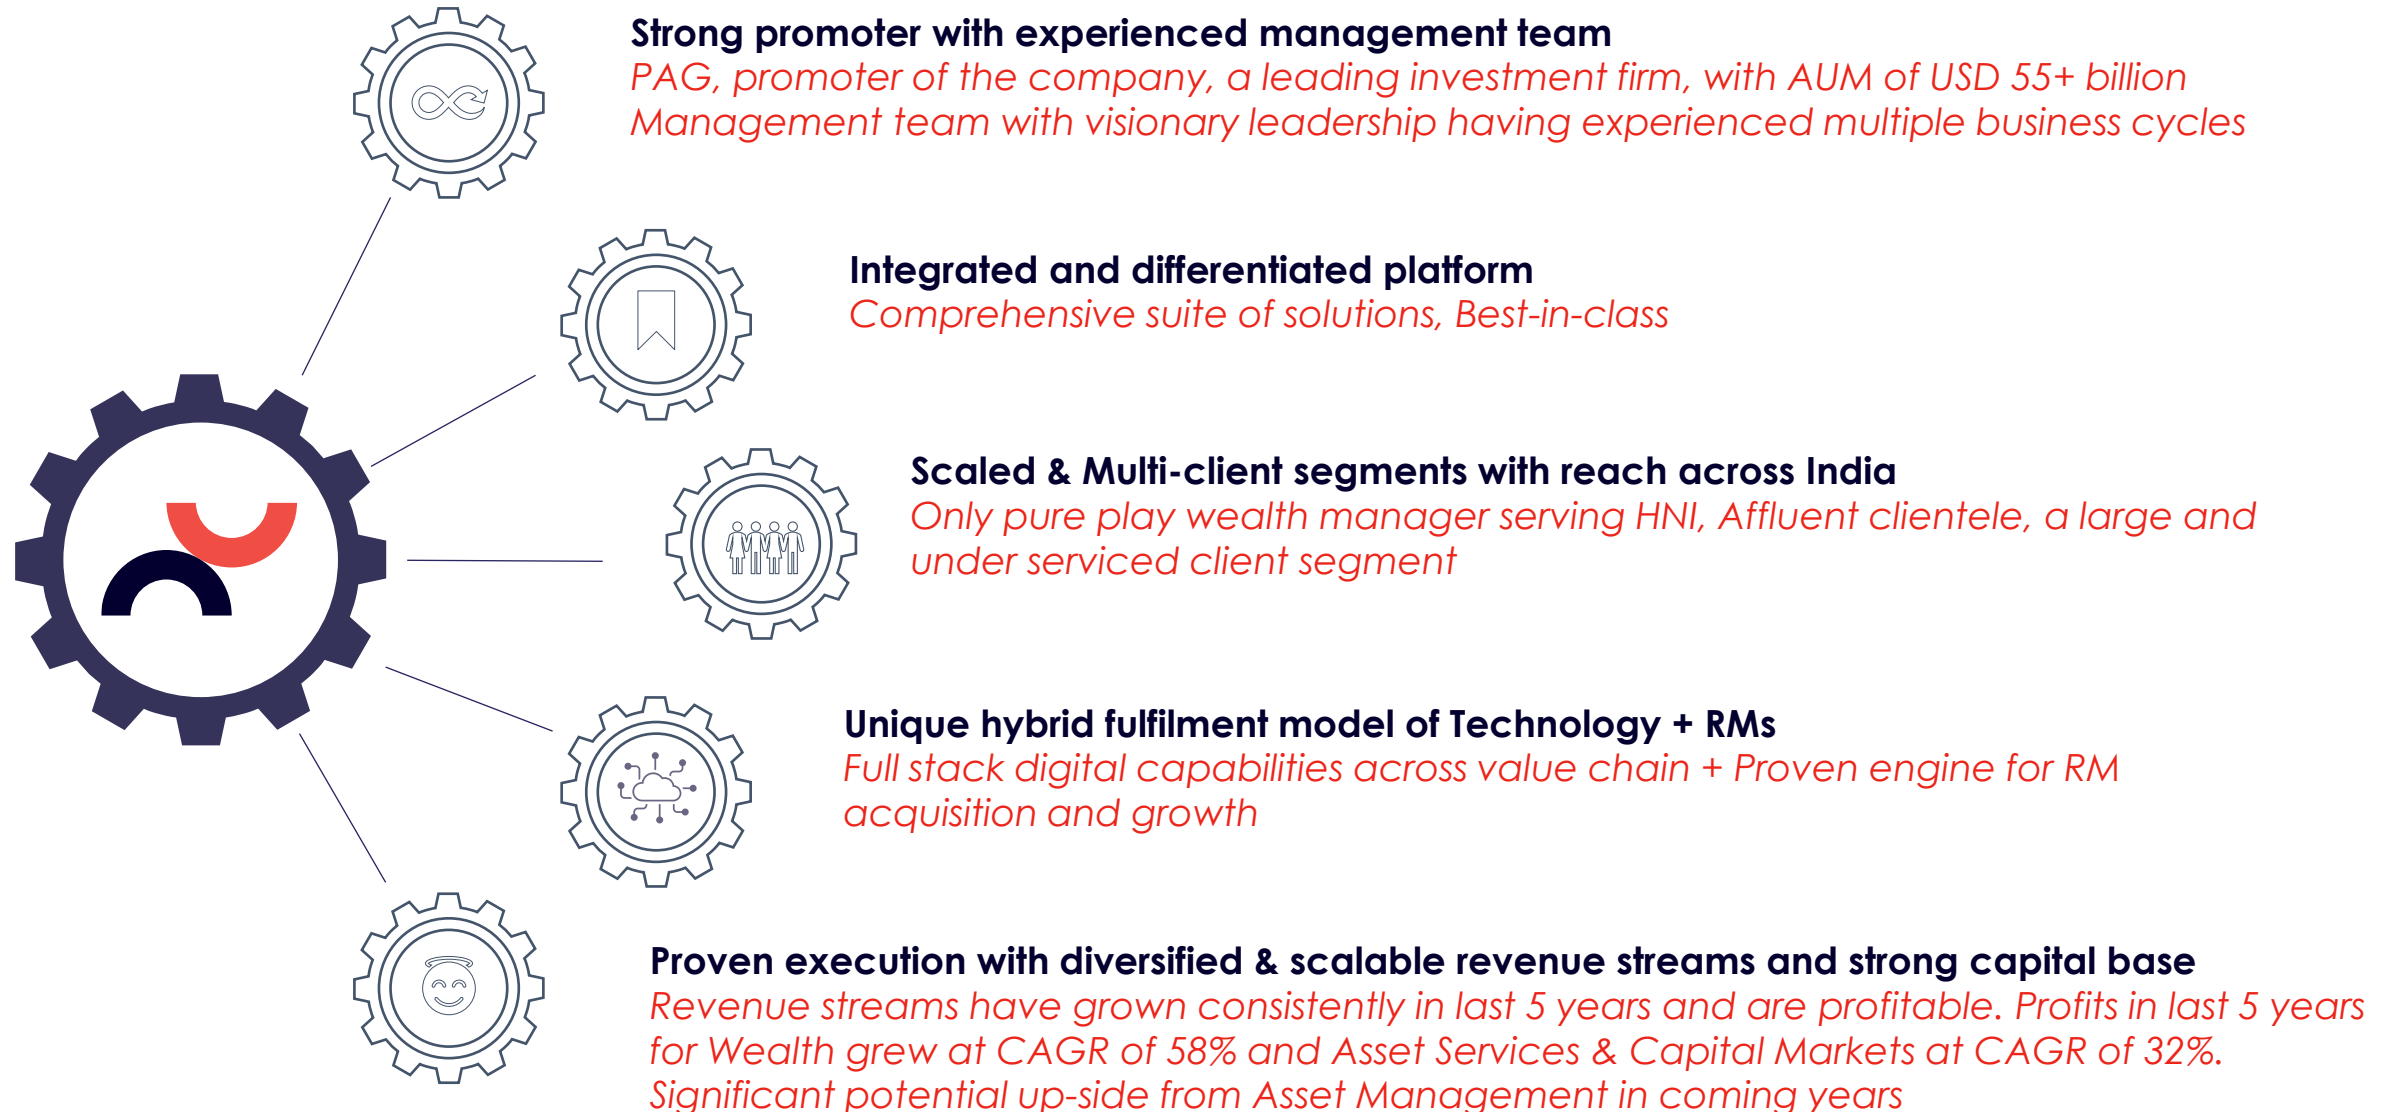 Strong promoter with experienced management team
PAG, promoter of the company, a leading investment firm, with AUM of USD 55+ billion
Management team with visionary leadership having experienced multiple business cycles
Integrated and differentiated platform
Comprehensive suite of solutions, Best-in-class
Scaled & Multi-client segments with reach across India
Only pure play wealth manager serving HNI, Affluent clientele, a large and
under serviced client segment
Unique hybrid fulfilment model of Technology + RMs
Full stack digital capabilities across value chain + Proven engine for RM
acquisition and growth
Proven execution with diversified & scalable revenue streams and strong capital base
Revenue streams have grown consistently in last 5 years and are profitable. Profits in last 5 years
for Wealth grew at CAGR of 58% and Asset Services & Capital Markets at CAGR of 32%.
Significant potential up-side from Asset Management in coming years